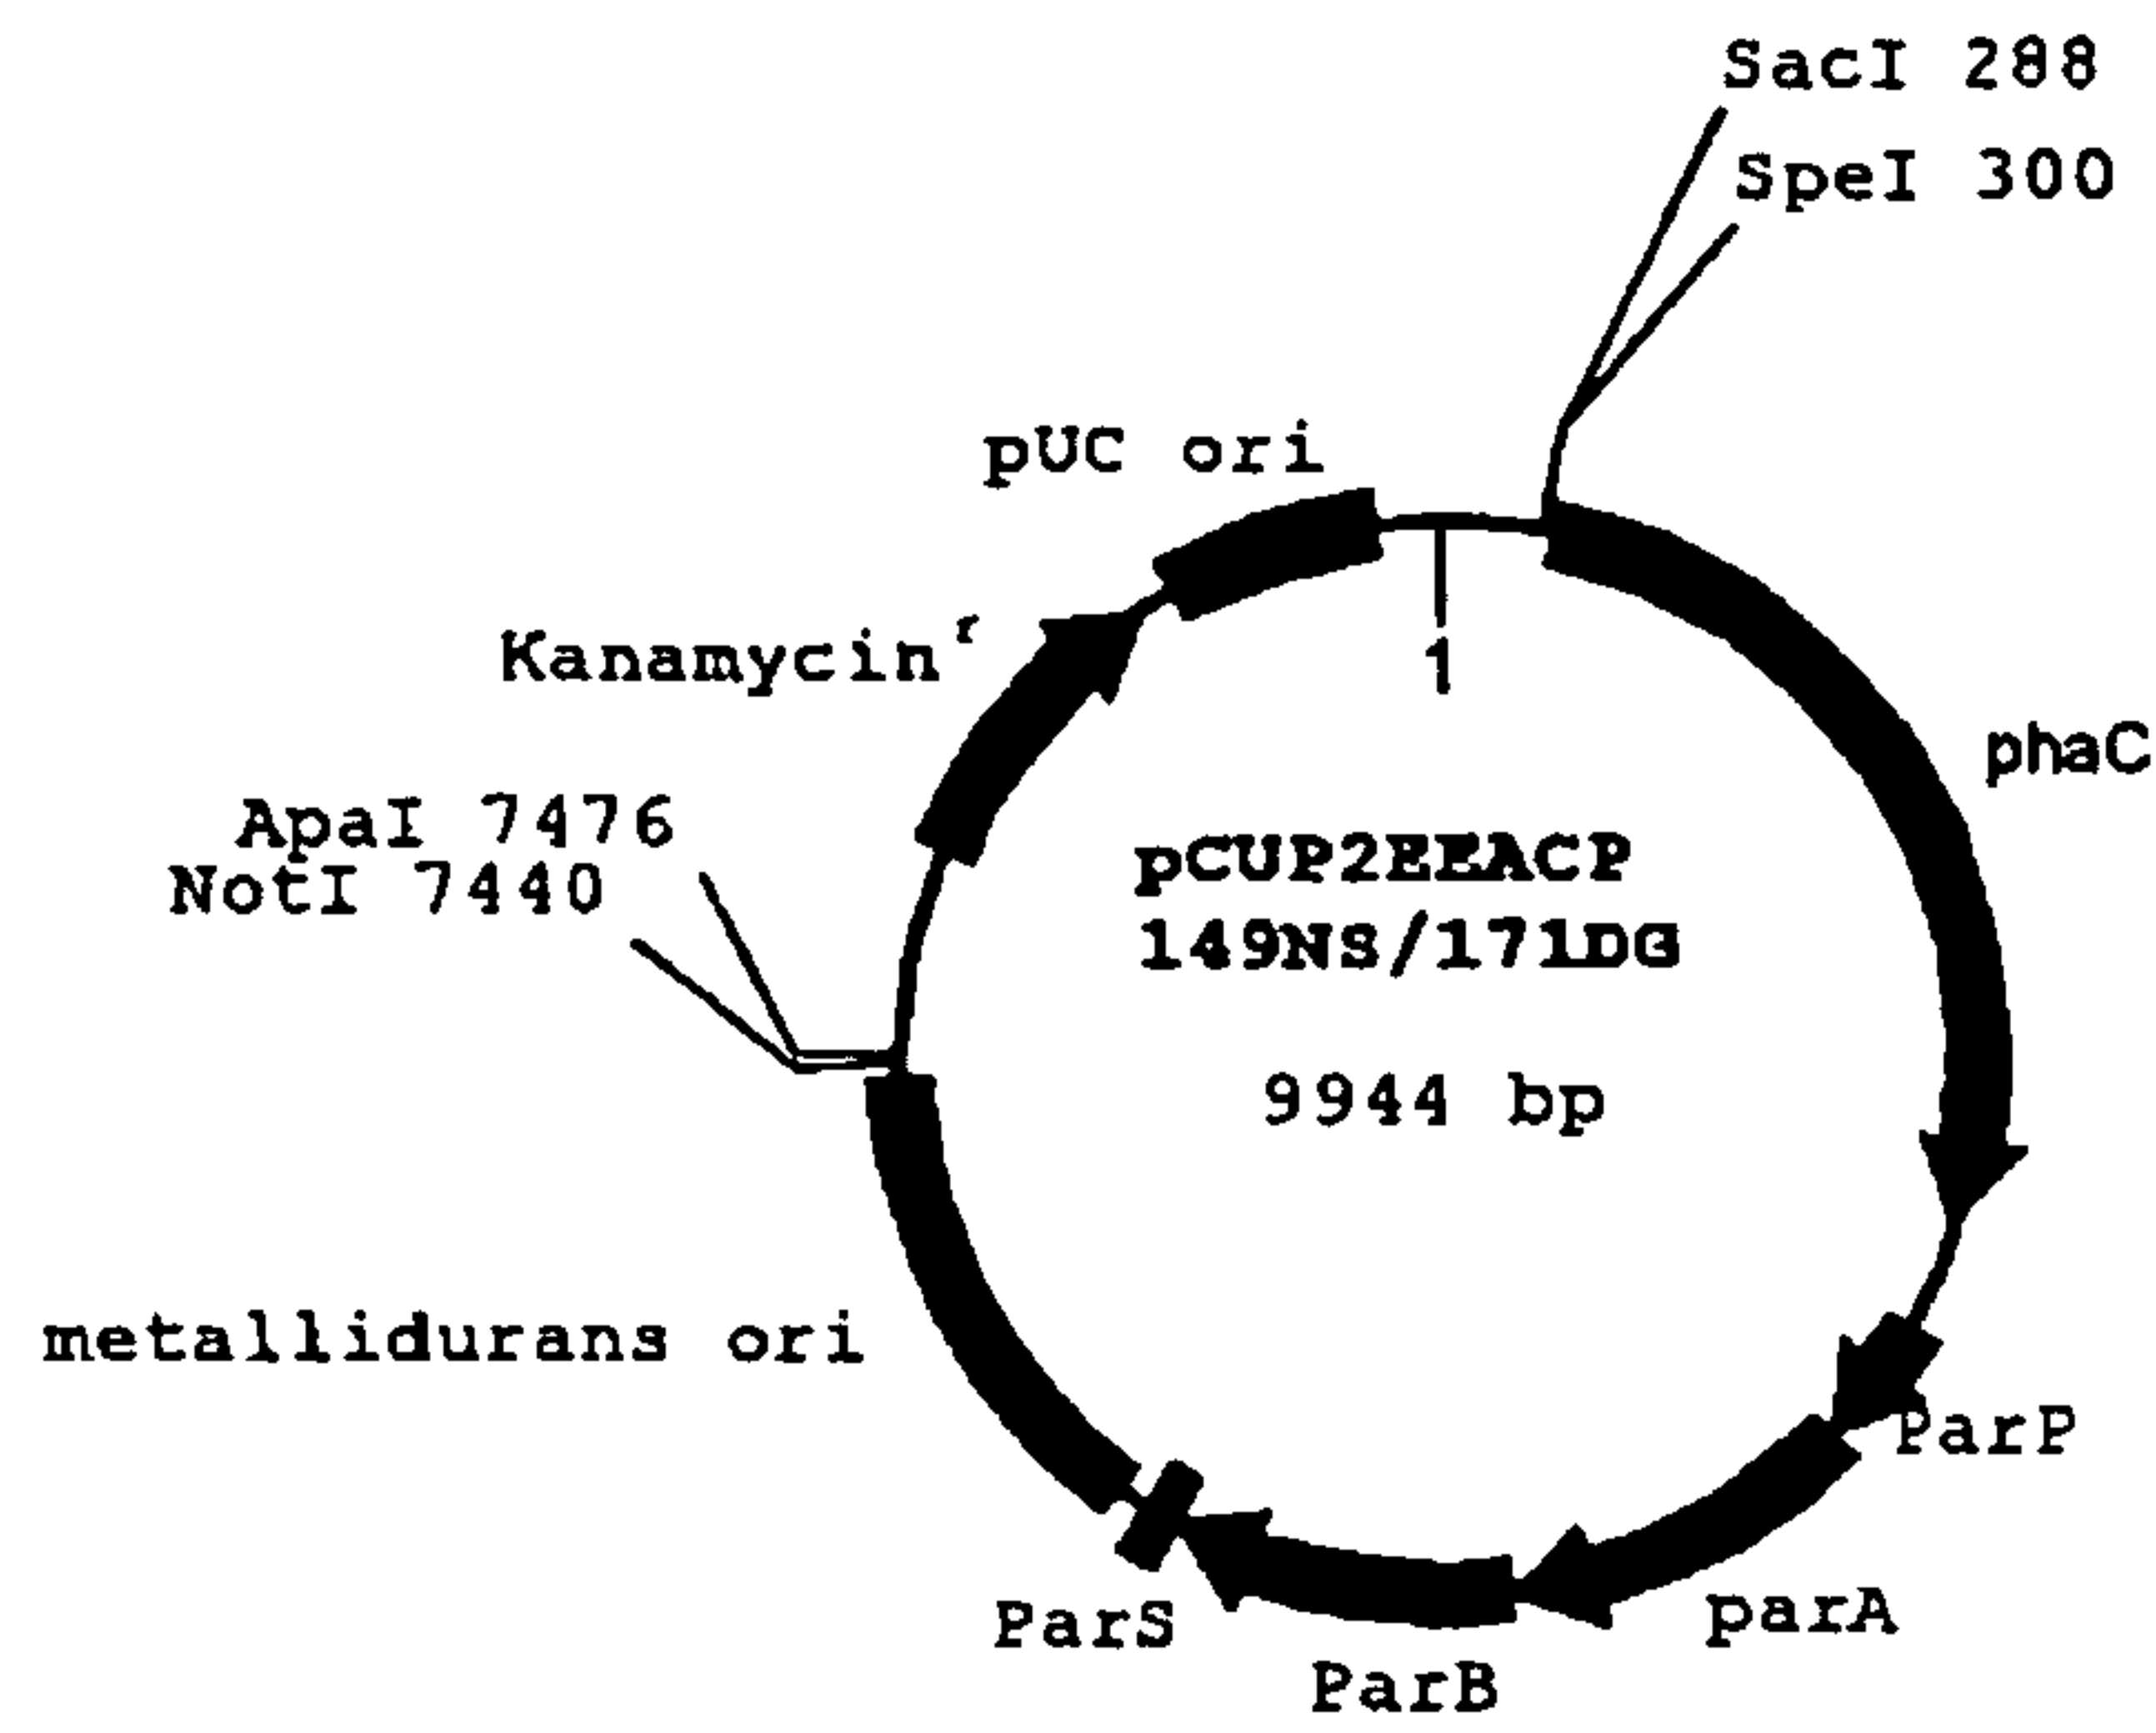 SacI 288
SpeI 300
pUC ori
Kanamycinʳ
1
phaC
ApaI 7476
NotI 7440
pCUP2EEACP
149NS/171DG
9944 bp
metallidurans ori
ParP
parA
ParS
ParB